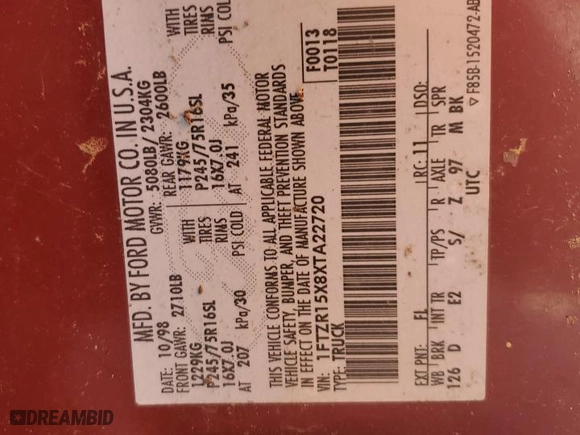 MFD. BY FORD MOTOR CO. IN U.S.A.
DATE: 10/98 GVWR: 5080LB/ 2304KG
FRONT GAWR: 2710LB REAR GAWR: 2600LB
1229KG WITH 1179KG WITH
P245/75R16SL TIRES P245/75R16SL TIRES
16X7.0J RIMS 16X7.0J RIMS
AT 207 kPa/30 PSI COLD AT 241 kPa/35 PSI COLD
THIS VEHICLE CONFORMS TO ALL APPLICABLE FEDERAL MOTOR
VEHICLE SAFETY, BUMPER, AND THEFT PREVENTION STANDARDS
IN EFFECT ON THE DATE OF MANUFACTURE SHOWN ABOVE.
VIN: 1FTZR15X8XTA22720 F0013
TYPE: TRUCK T0118
EXT PNT: FL RC: 11 DSO:
WB BRK INT TR TP/PS R AXLE TR SPR
126 D E2 S/ Z 97 M BK
UTC
▽ F85B-1520472-AB
DREAMBID